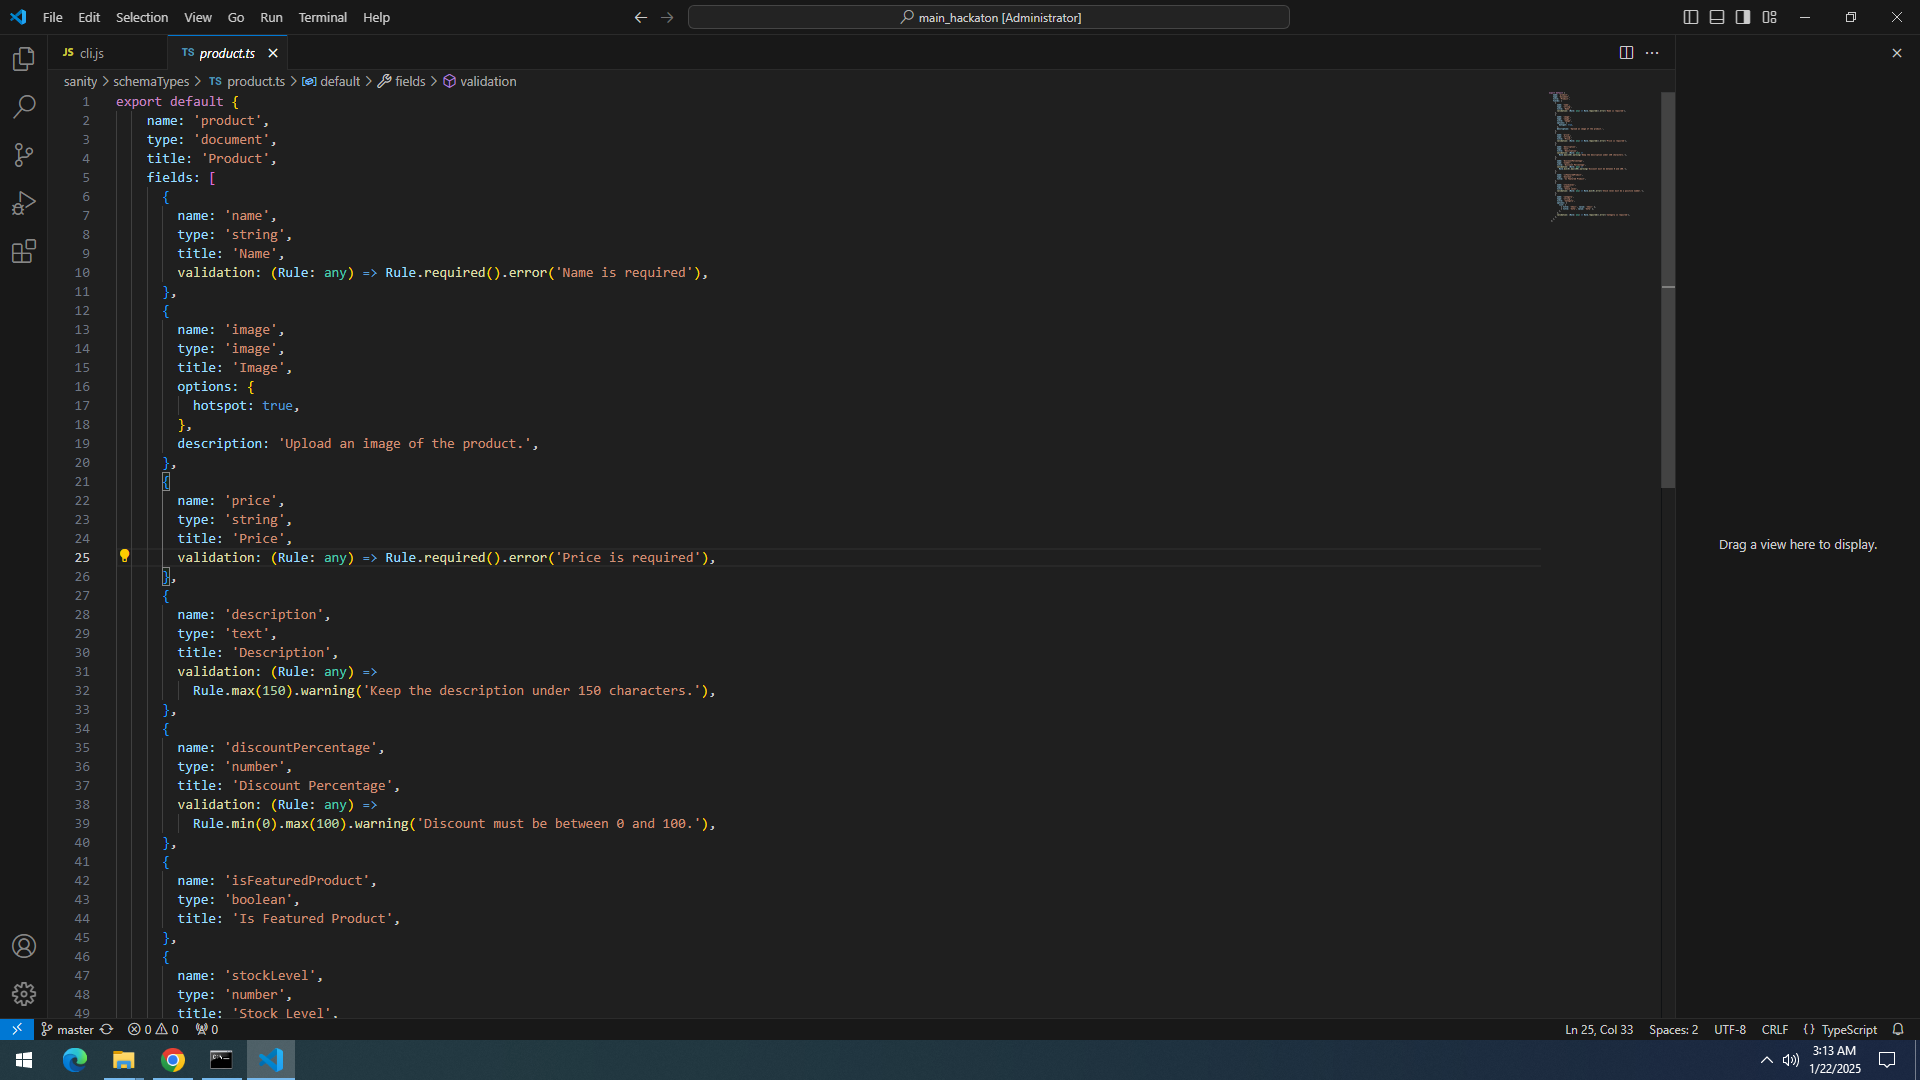 File Edit Selection View Go Run Terminal Help
main_hackaton [Administrator]
JS cli.js
TS product.ts
sanity > schemaTypes > TS product.ts > default > fields > validation
1 export default {
2 name: 'product',
3 type: 'document',
4 title: 'Product',
5 fields: [
6 {
7 name: 'name',
8 type: 'string',
9 title: 'Name',
10 validation: (Rule: any) => Rule.required().error('Name is required'),
11 },
12 {
13 name: 'image',
14 type: 'image',
15 title: 'Image',
16 options: {
17 hotspot: true,
18 },
19 description: 'Upload an image of the product.',
20 },
21 {
22 name: 'price',
23 type: 'string',
24 title: 'Price',
25 validation: (Rule: any) => Rule.required().error('Price is required'),
26 },
27 {
28 name: 'description',
29 type: 'text',
30 title: 'Description',
31 validation: (Rule: any) =>
32 Rule.max(150).warning('Keep the description under 150 characters.'),
33 },
34 {
35 name: 'discountPercentage',
36 type: 'number',
37 title: 'Discount Percentage',
38 validation: (Rule: any) =>
39 Rule.min(0).max(100).warning('Discount must be between 0 and 100.'),
40 },
41 {
42 name: 'isFeaturedProduct',
43 type: 'boolean',
44 title: 'Is Featured Product',
45 },
46 {
47 name: 'stockLevel',
48 type: 'number',
49 title: 'Stock Level',
Drag a view here to display.
master 0 0 0
Ln 25, Col 33 Spaces: 2 UTF-8 CRLF {} TypeScript
3:13 AM
1/22/2025